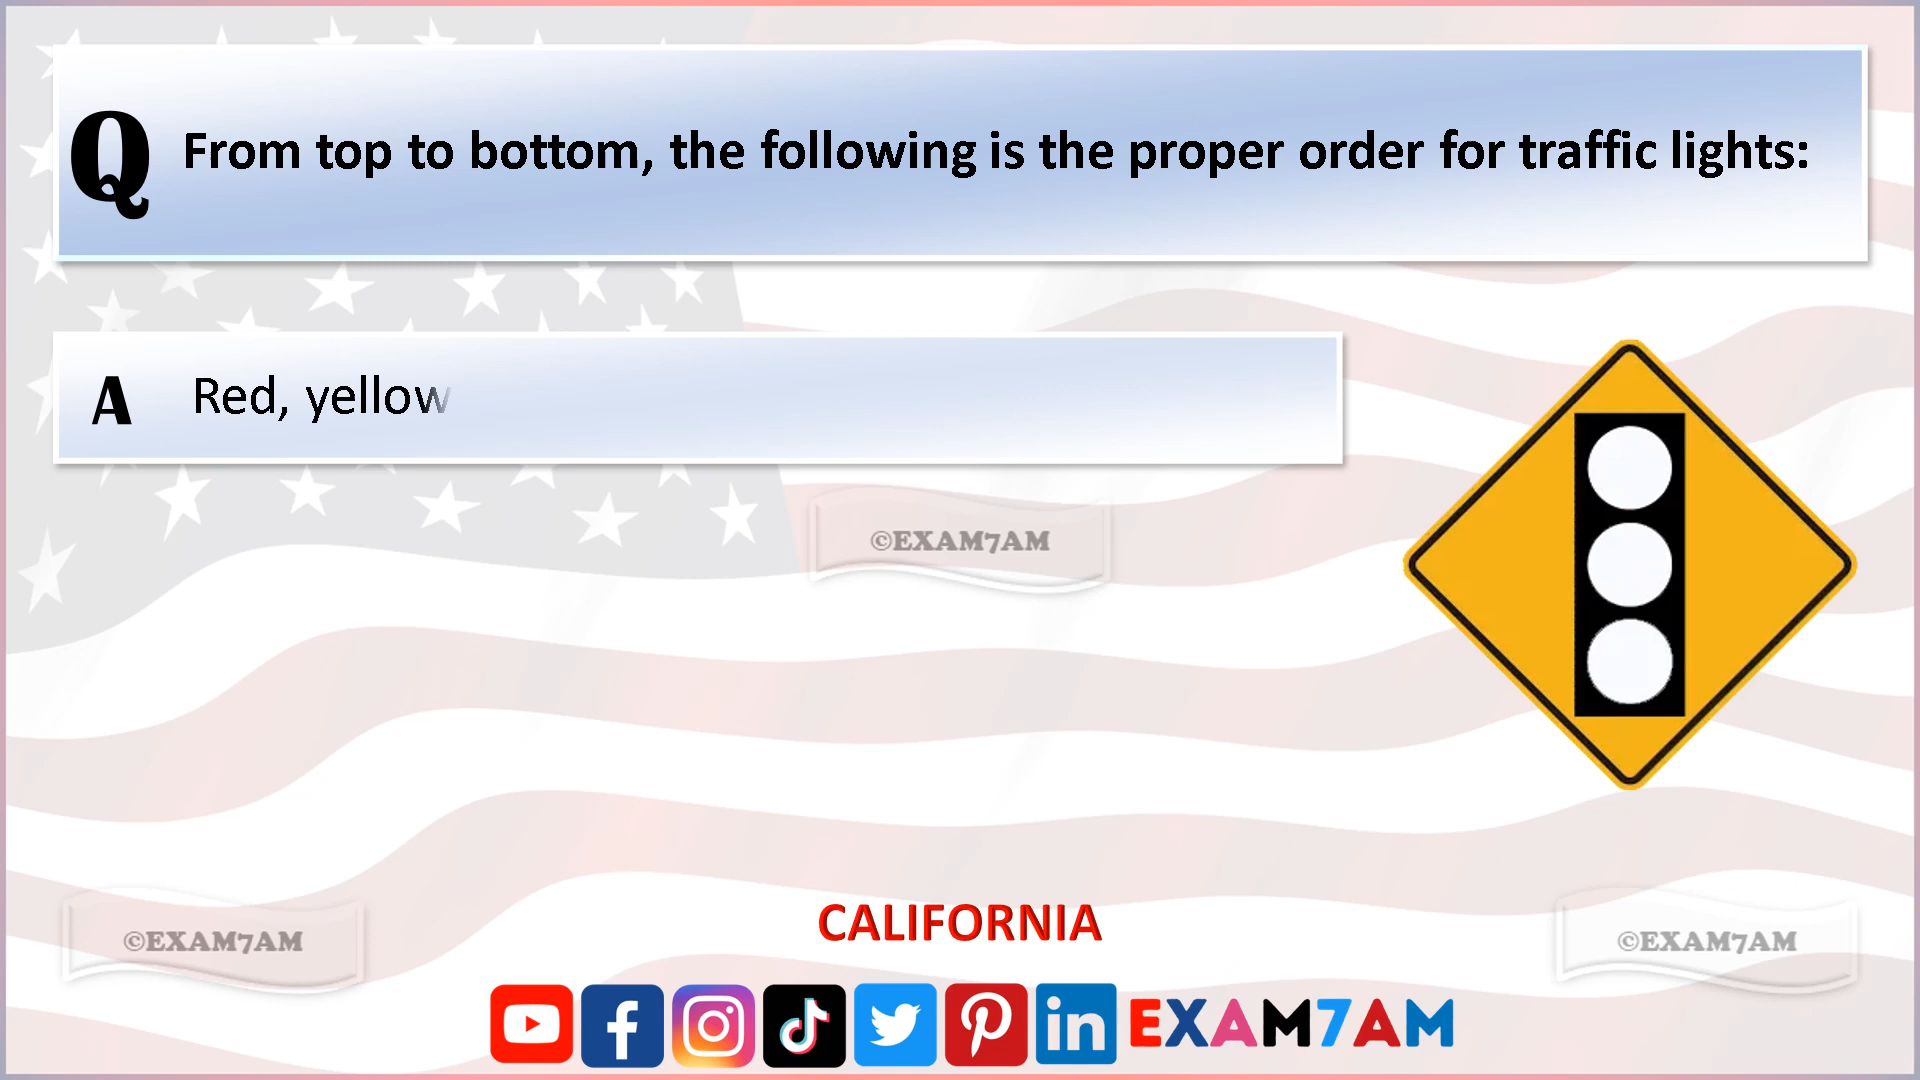 Q From top to bottom, the following is the proper order for traffic lights:
A Red, yellow
©EXAM7AM
CALIFORNIA
©EXAM7AM
©EXAM7AM
in EXAM7AM